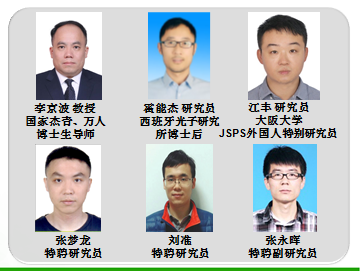 李京波 教授
国家杰青、万人
博士生导师
霍能杰 研究员
西班牙光子研究
所博士后
江丰 研究员
大阪大学
JSPS外国人特别研究员
张梦龙
特聘研究员
刘准
特聘研究员
张永晖
特聘副研究员